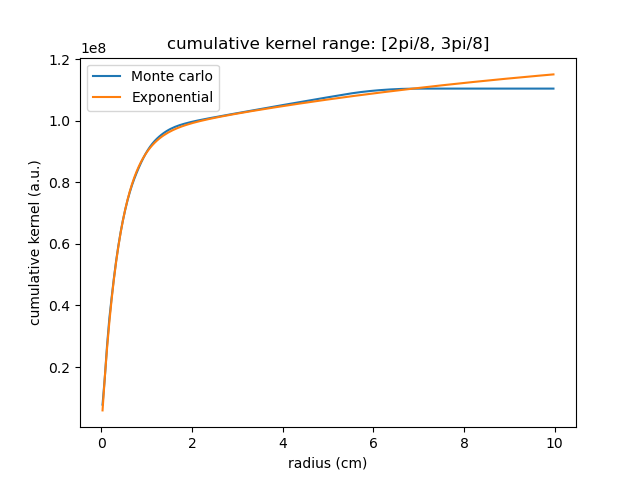 cumulative kernel range: [2pi/8, 3pi/8]
1e8
Monte carlo
Exponential
cumulative kernel (a.u.)
1.2
1.0
0.8
0.6
0.4
0.2
0 2 4 6 8 10
radius (cm)